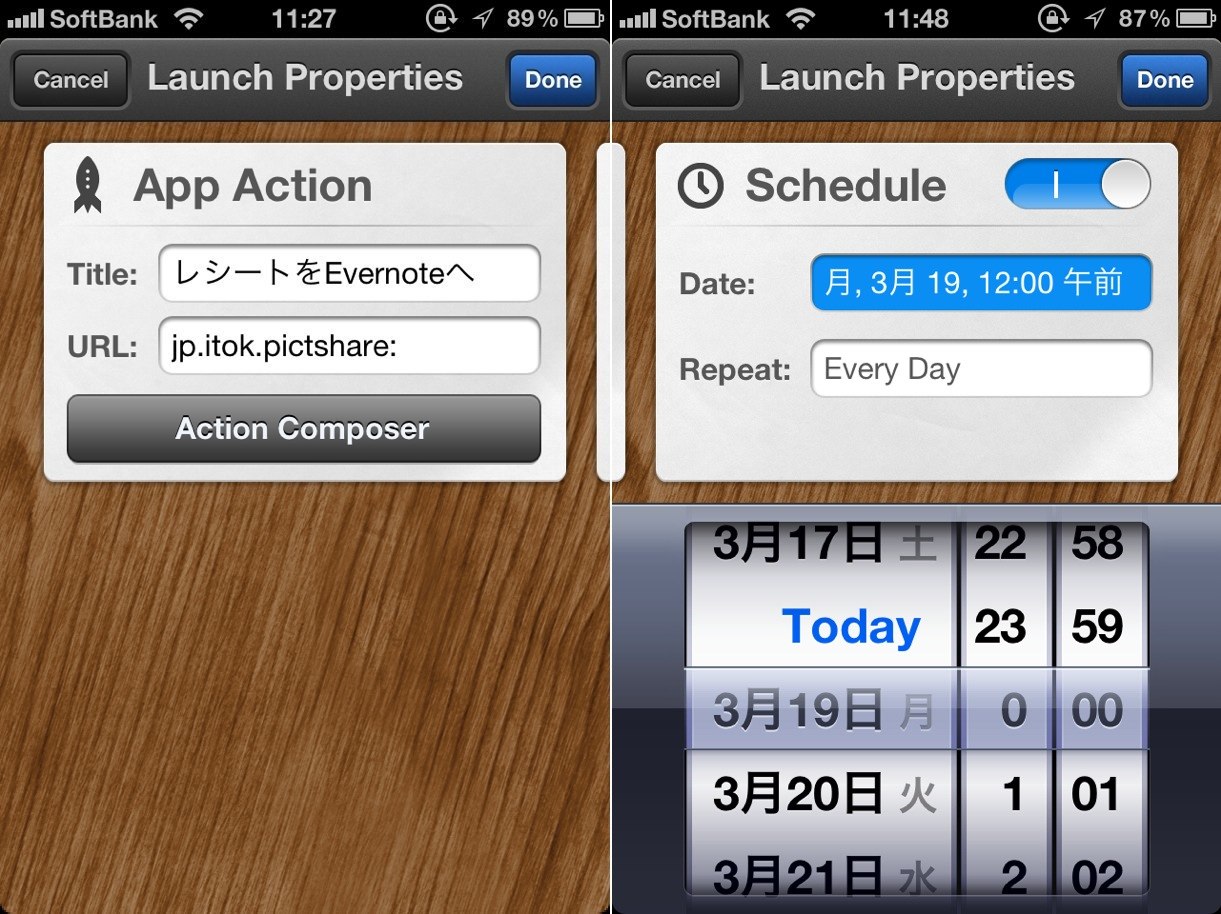 SoftBank 11:27 89%
Cancel Launch Properties Done
App Action
Title: レシートをEvernoteへ
URL: jp.itok.pictshare:
Action Composer
SoftBank 11:48 87%
Cancel Launch Properties Done
Schedule
Date: 月, 3月 19, 12:00 午前
Repeat: Every Day
3月17日 土 22 58
Today 23 59
3月19日 月 0 00
3月20日 火 1 01
3月21日 水 2 02